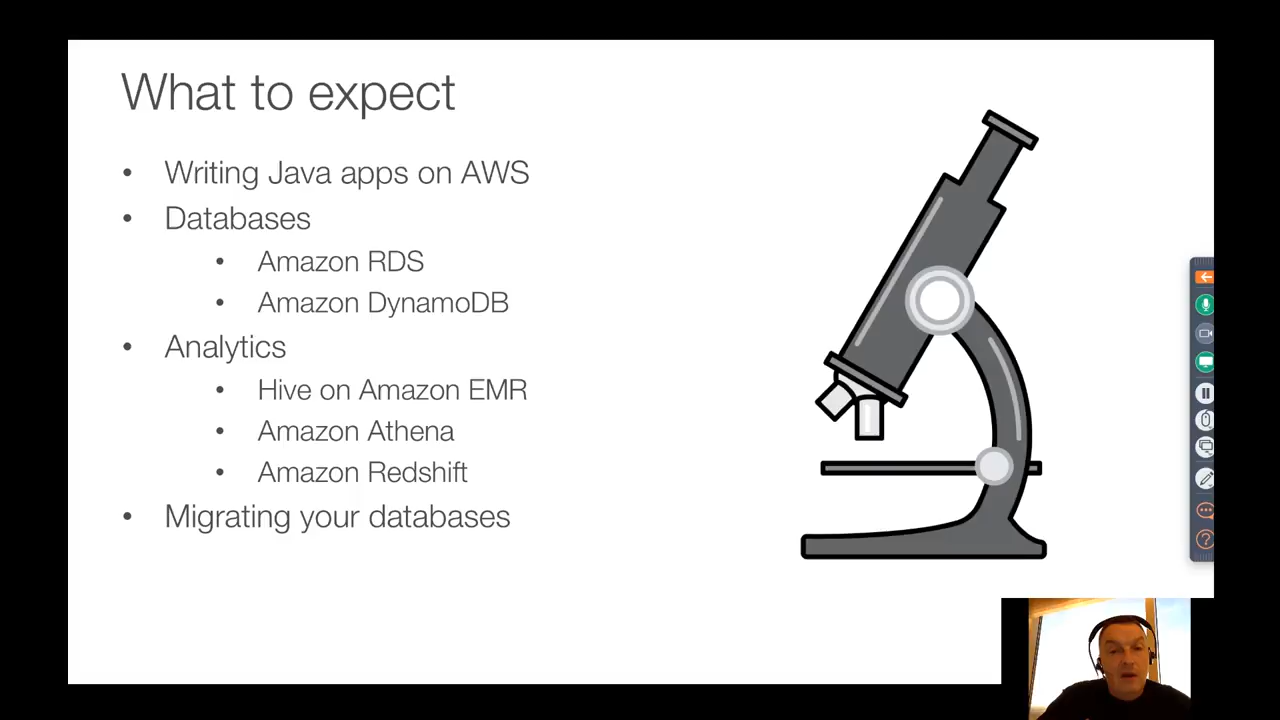 What to expect
• Writing Java apps on AWS
• Databases
• Amazon RDS
• Amazon DynamoDB
• Analytics
• Hive on Amazon EMR
• Amazon Athena
• Amazon Redshift
• Migrating your databases